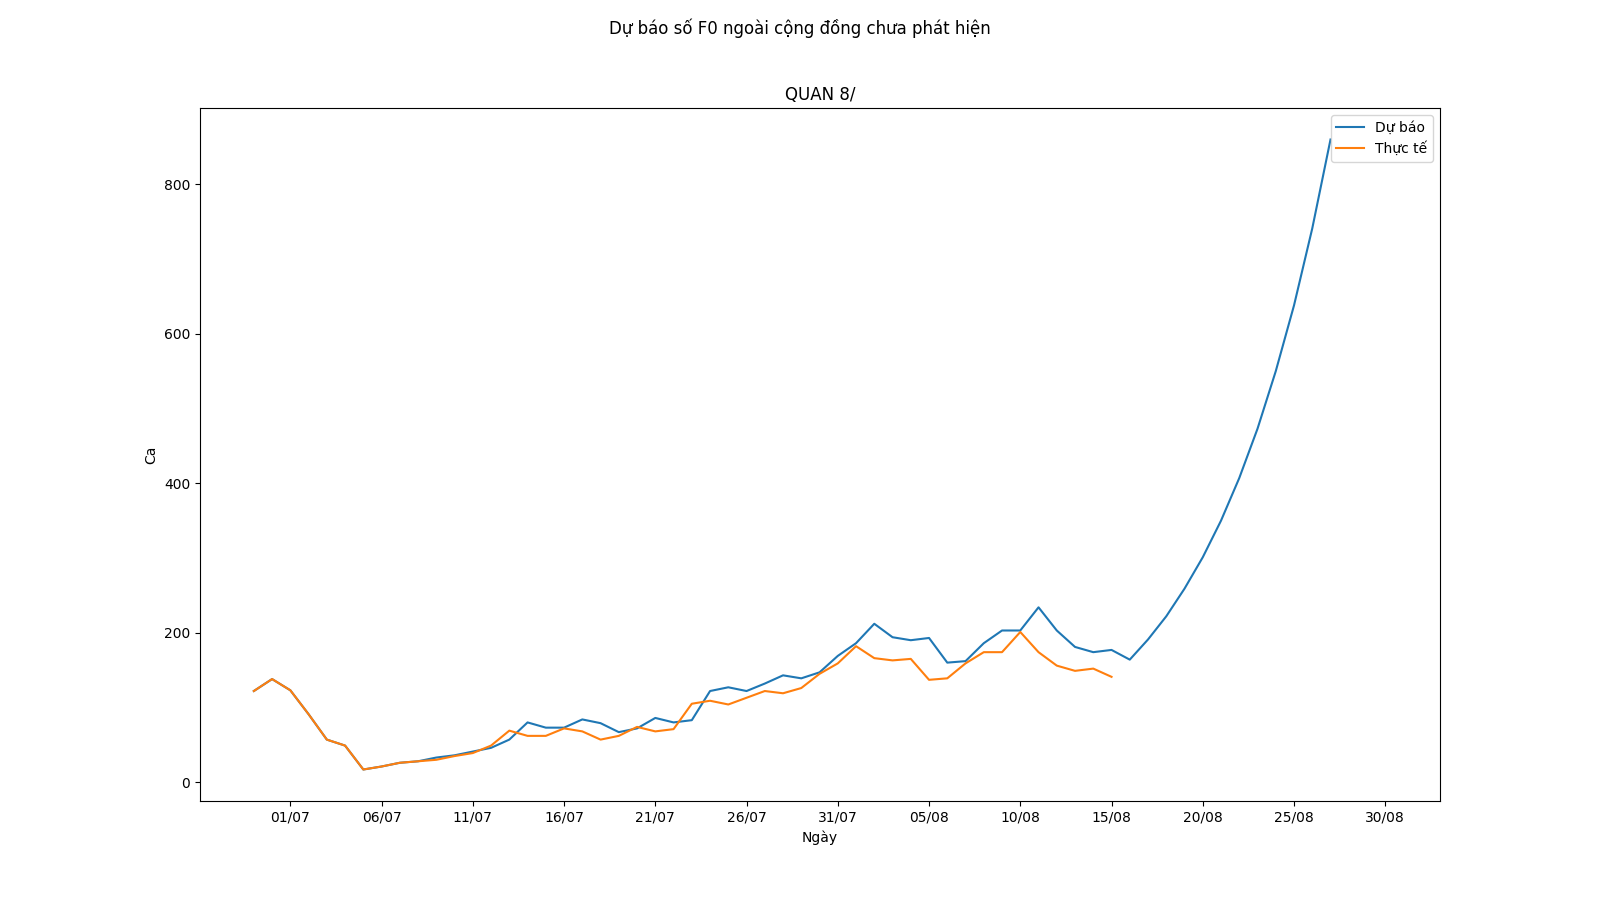 Dự báo số F0 ngoài cộng đồng chưa phát hiện
QUAN 8/
Dự báo
Thực tế
800
600
400
200
0
Ca
01/07 06/07 11/07 16/07 21/07 26/07 31/07 05/08 10/08 15/08 20/08 25/08 30/08
Ngày